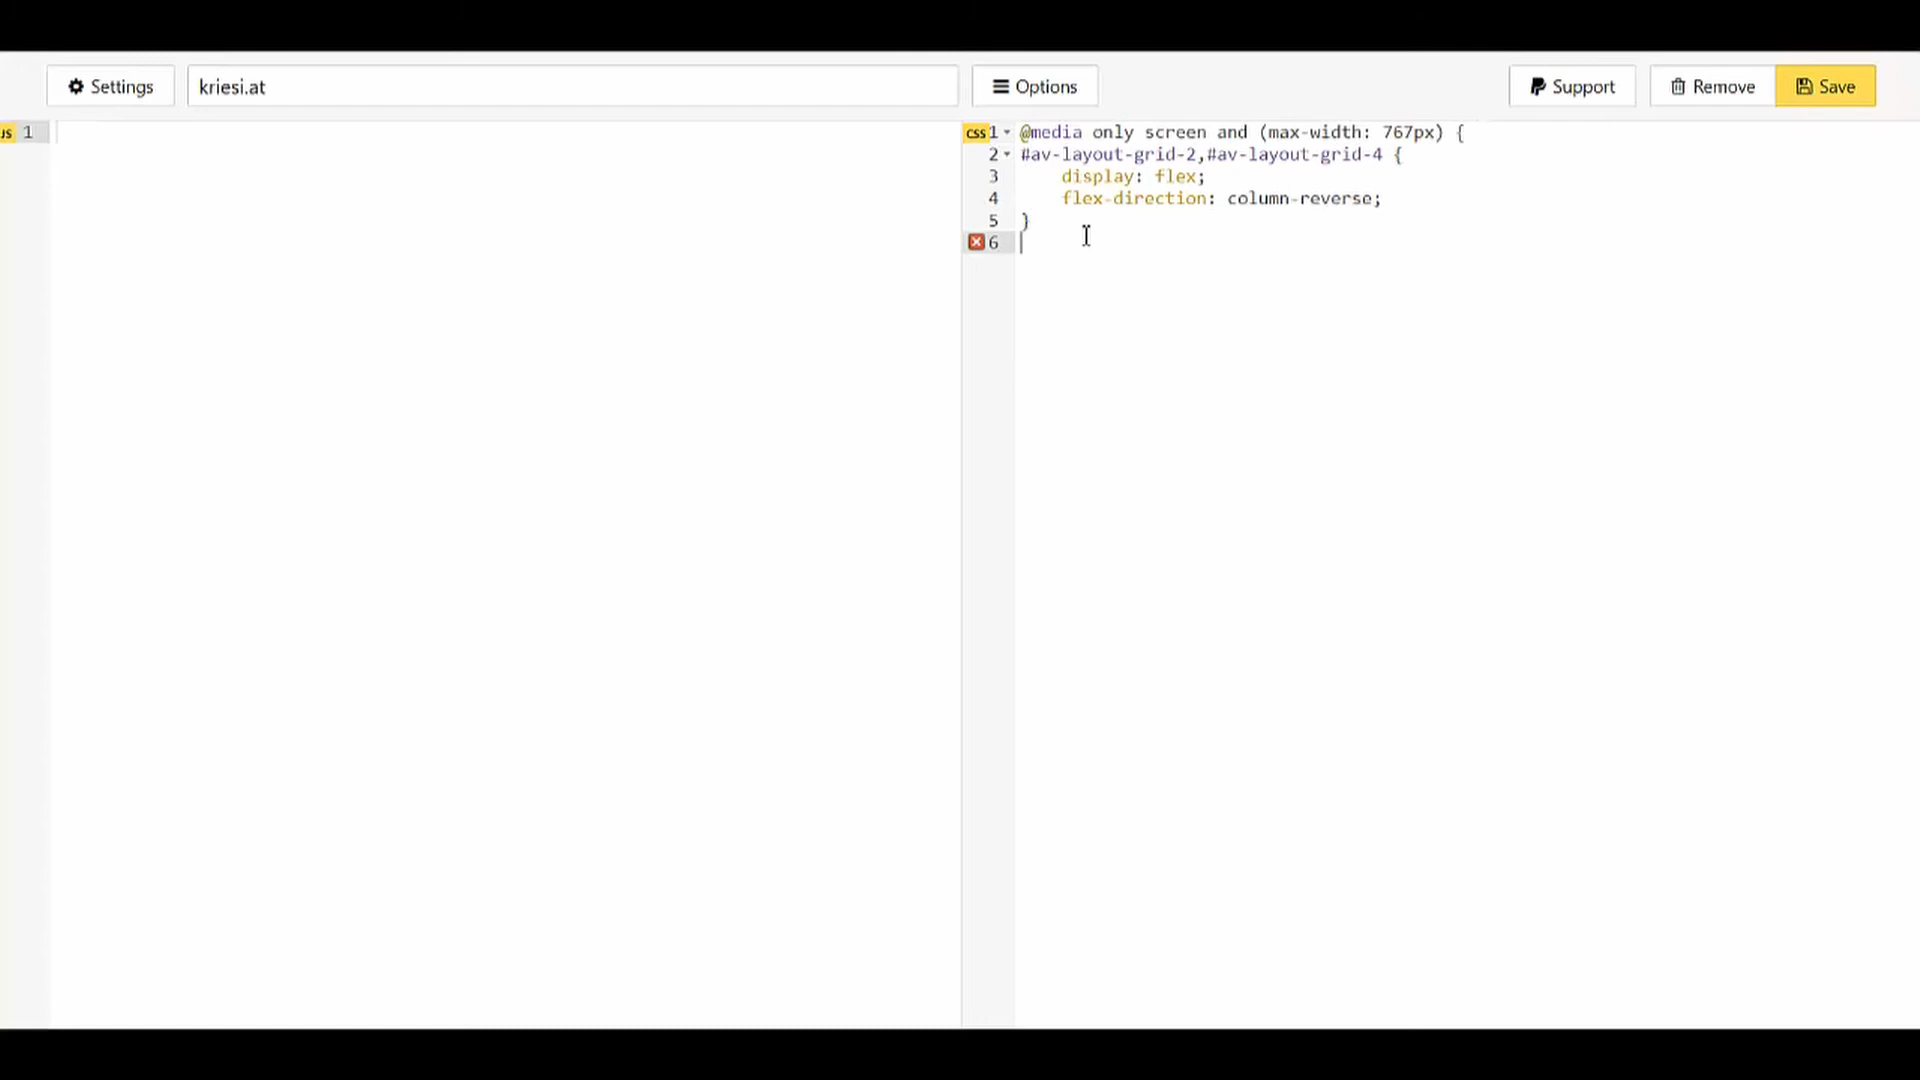 Settings
kriesi.at
Options
Support
Remove
Save
JS 1
CSS 1 @media only screen and (max-width: 767px) {
2 #av-layout-grid-2,#av-layout-grid-4 {
3 display: flex;
4 flex-direction: column-reverse;
5 }
6